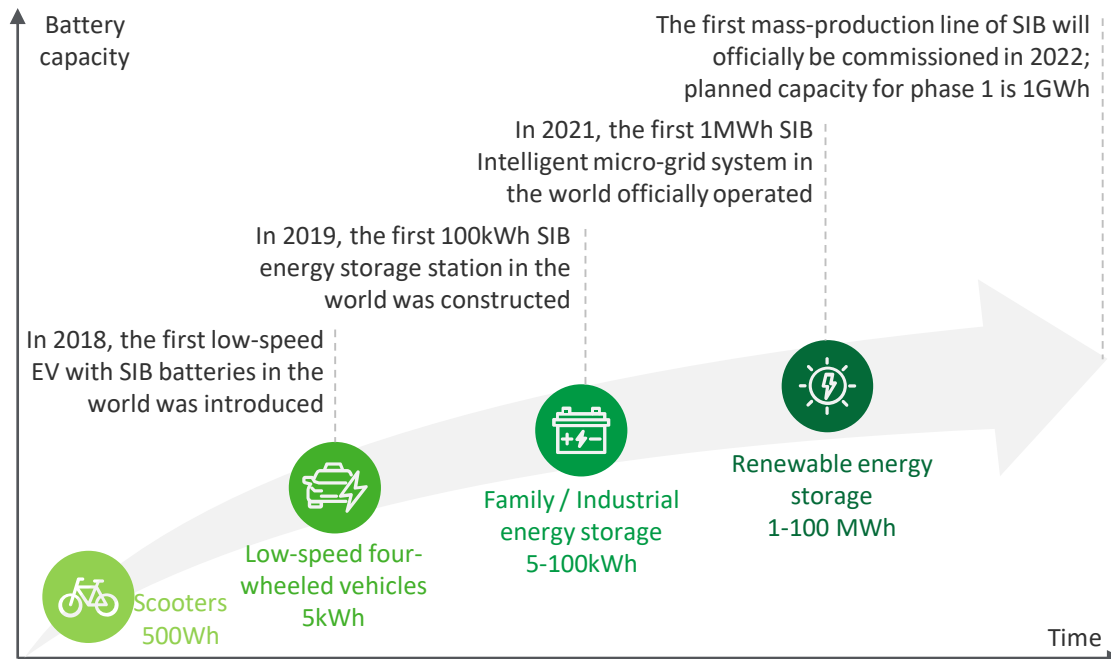 Battery
capacity
The first mass-production line of SIB will
officially be commissioned in 2022;
planned capacity for phase 1 is 1GWh
In 2021, the first 1MWh SIB
Intelligent micro-grid system in
the world officially operated
In 2019, the first 100kWh SIB
energy storage station in the
world was constructed
In 2018, the first low-speed
EV with SIB batteries in the
world was introduced
Renewable energy
storage
1-100 MWh
Family / Industrial
energy storage
5-100kWh
Low-speed four-
wheeled vehicles
5kWh
Scooters
500Wh
Time